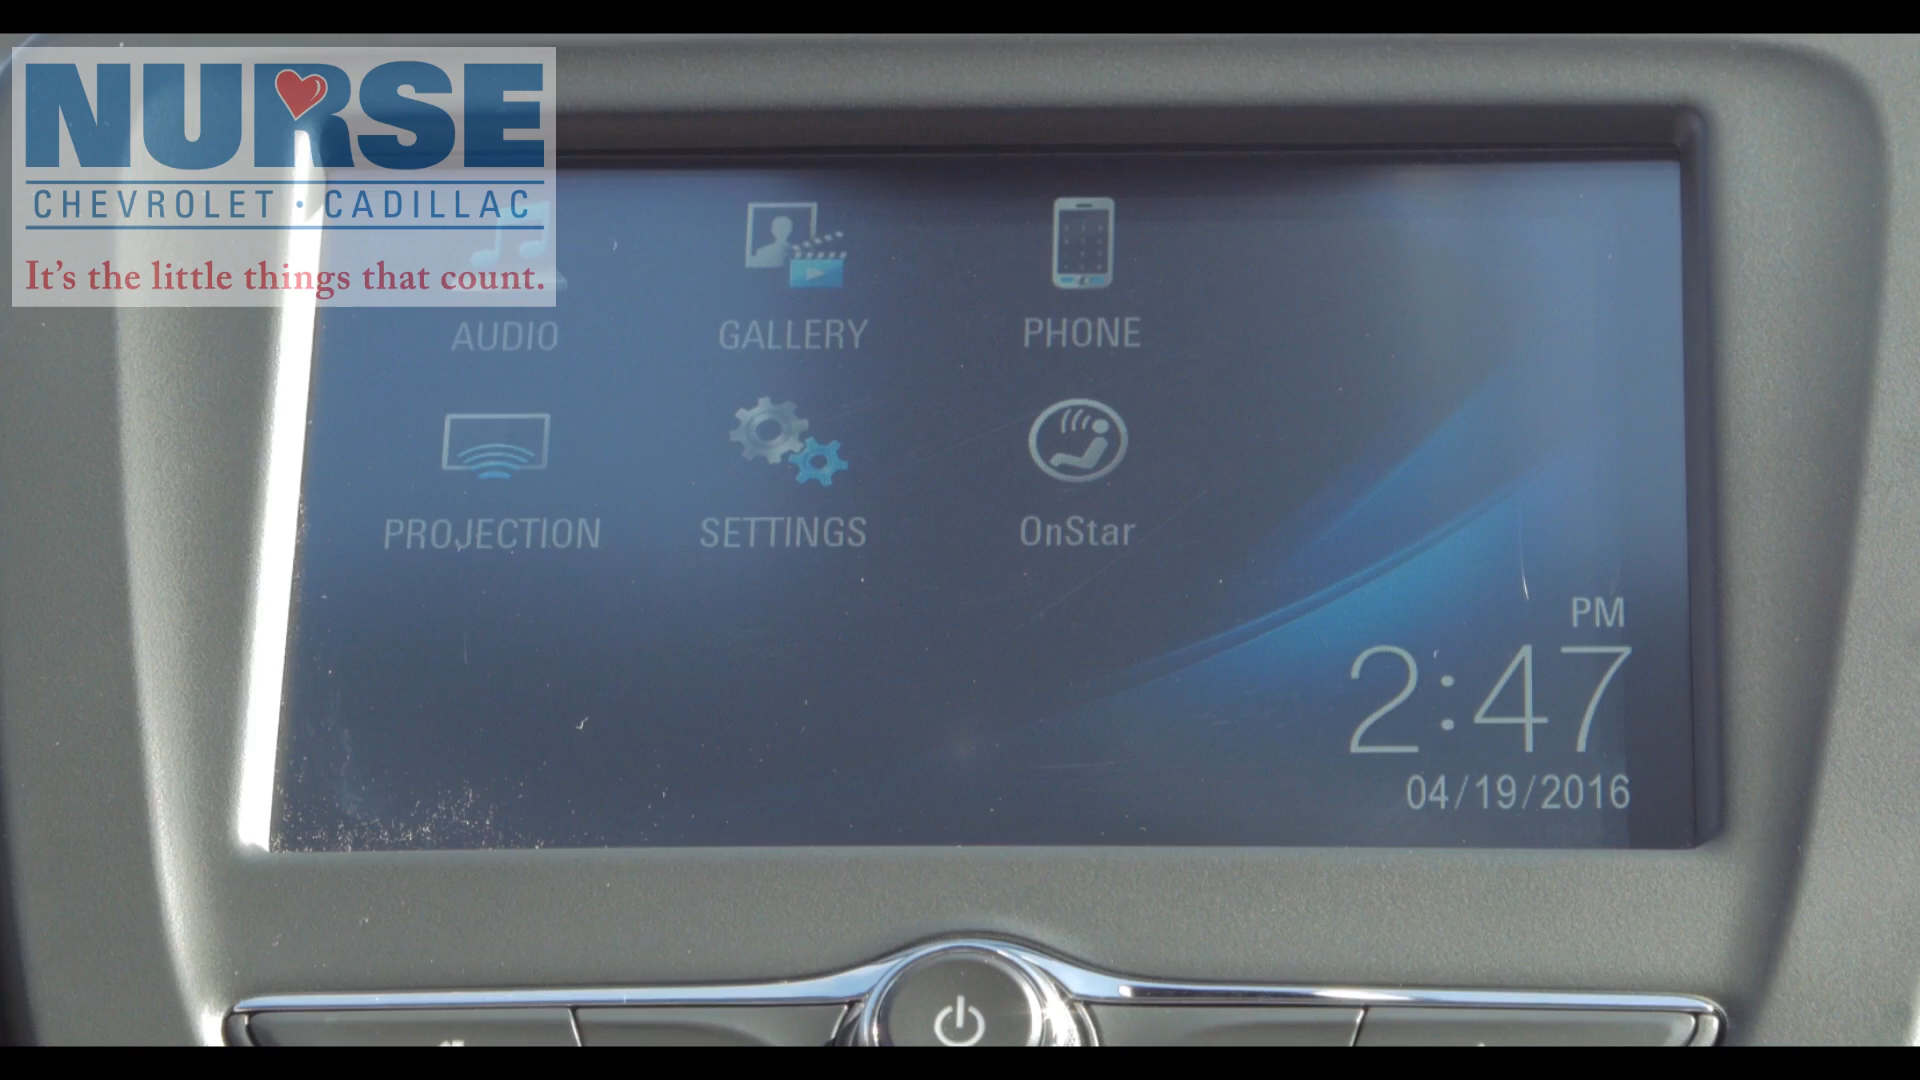 NURSE
CHEVROLET · CADILLAC
It's the little things that count.
AUDIO
GALLERY
PHONE
PROJECTION
SETTINGS
OnStar
PM
2:47
04/19/2016